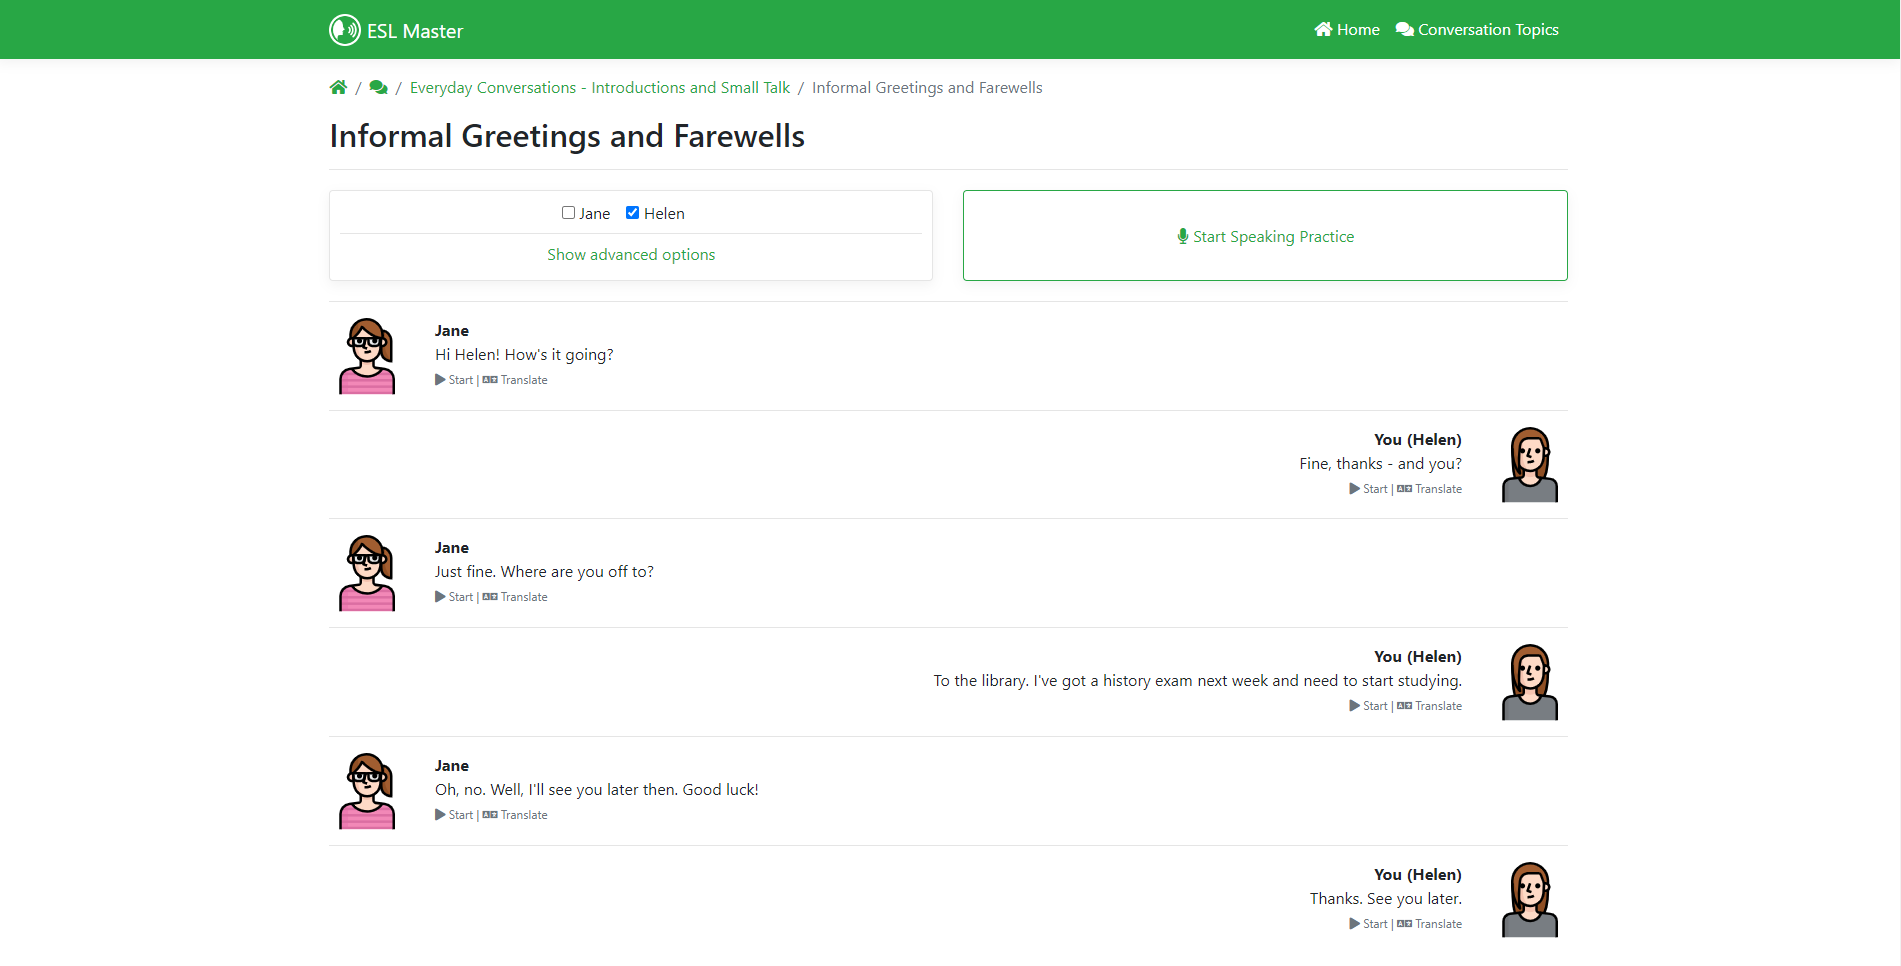 ESL Master
Home Conversation Topics
/ / Everyday Conversations - Introductions and Small Talk / Informal Greetings and Farewells
Informal Greetings and Farewells
Jane Helen
Show advanced options
Start Speaking Practice
Jane
Hi Helen! How's it going?
Start | Translate
You (Helen)
Fine, thanks - and you?
Start | Translate
Jane
Just fine. Where are you off to?
Start | Translate
You (Helen)
To the library. I've got a history exam next week and need to start studying.
Start | Translate
Jane
Oh, no. Well, I'll see you later then. Good luck!
Start | Translate
You (Helen)
Thanks. See you later.
Start | Translate